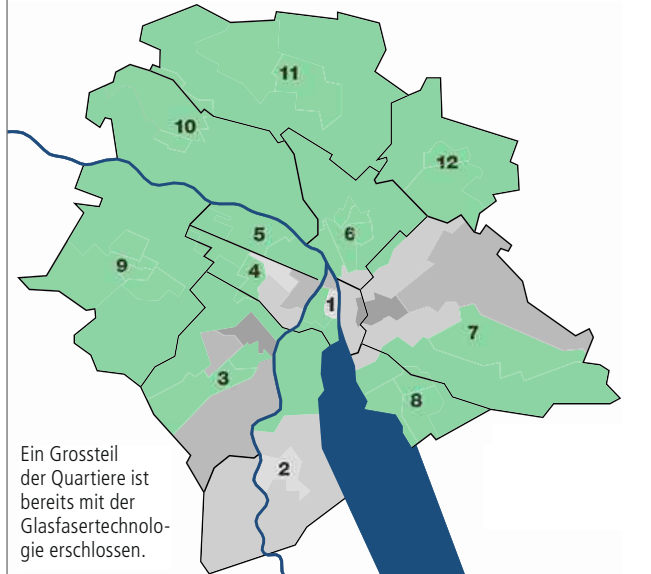 11
10
12
5
6
9
4
1
7
3
8
Ein Grossteil
der Quartiere ist
bereits mit der
Glasfasertechnolo-
gie erschlossen.
2